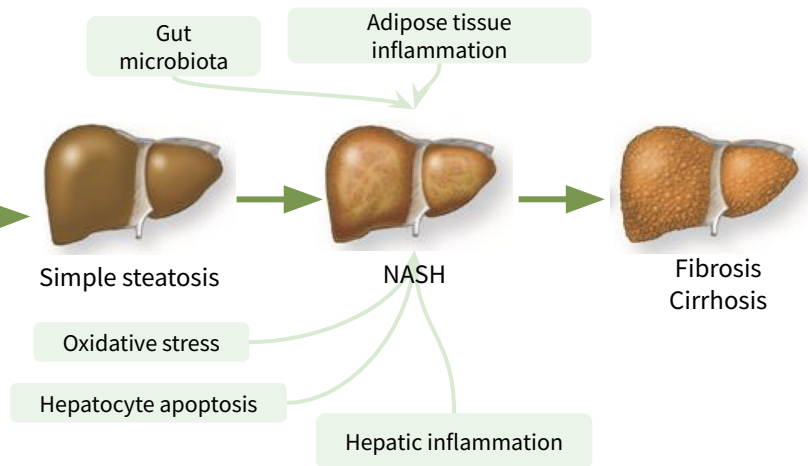 Gut
microbiota
Adipose tissue
inflammation
Simple steatosis
NASH
Fibrosis
Cirrhosis
Oxidative stress
Hepatocyte apoptosis
Hepatic inflammation